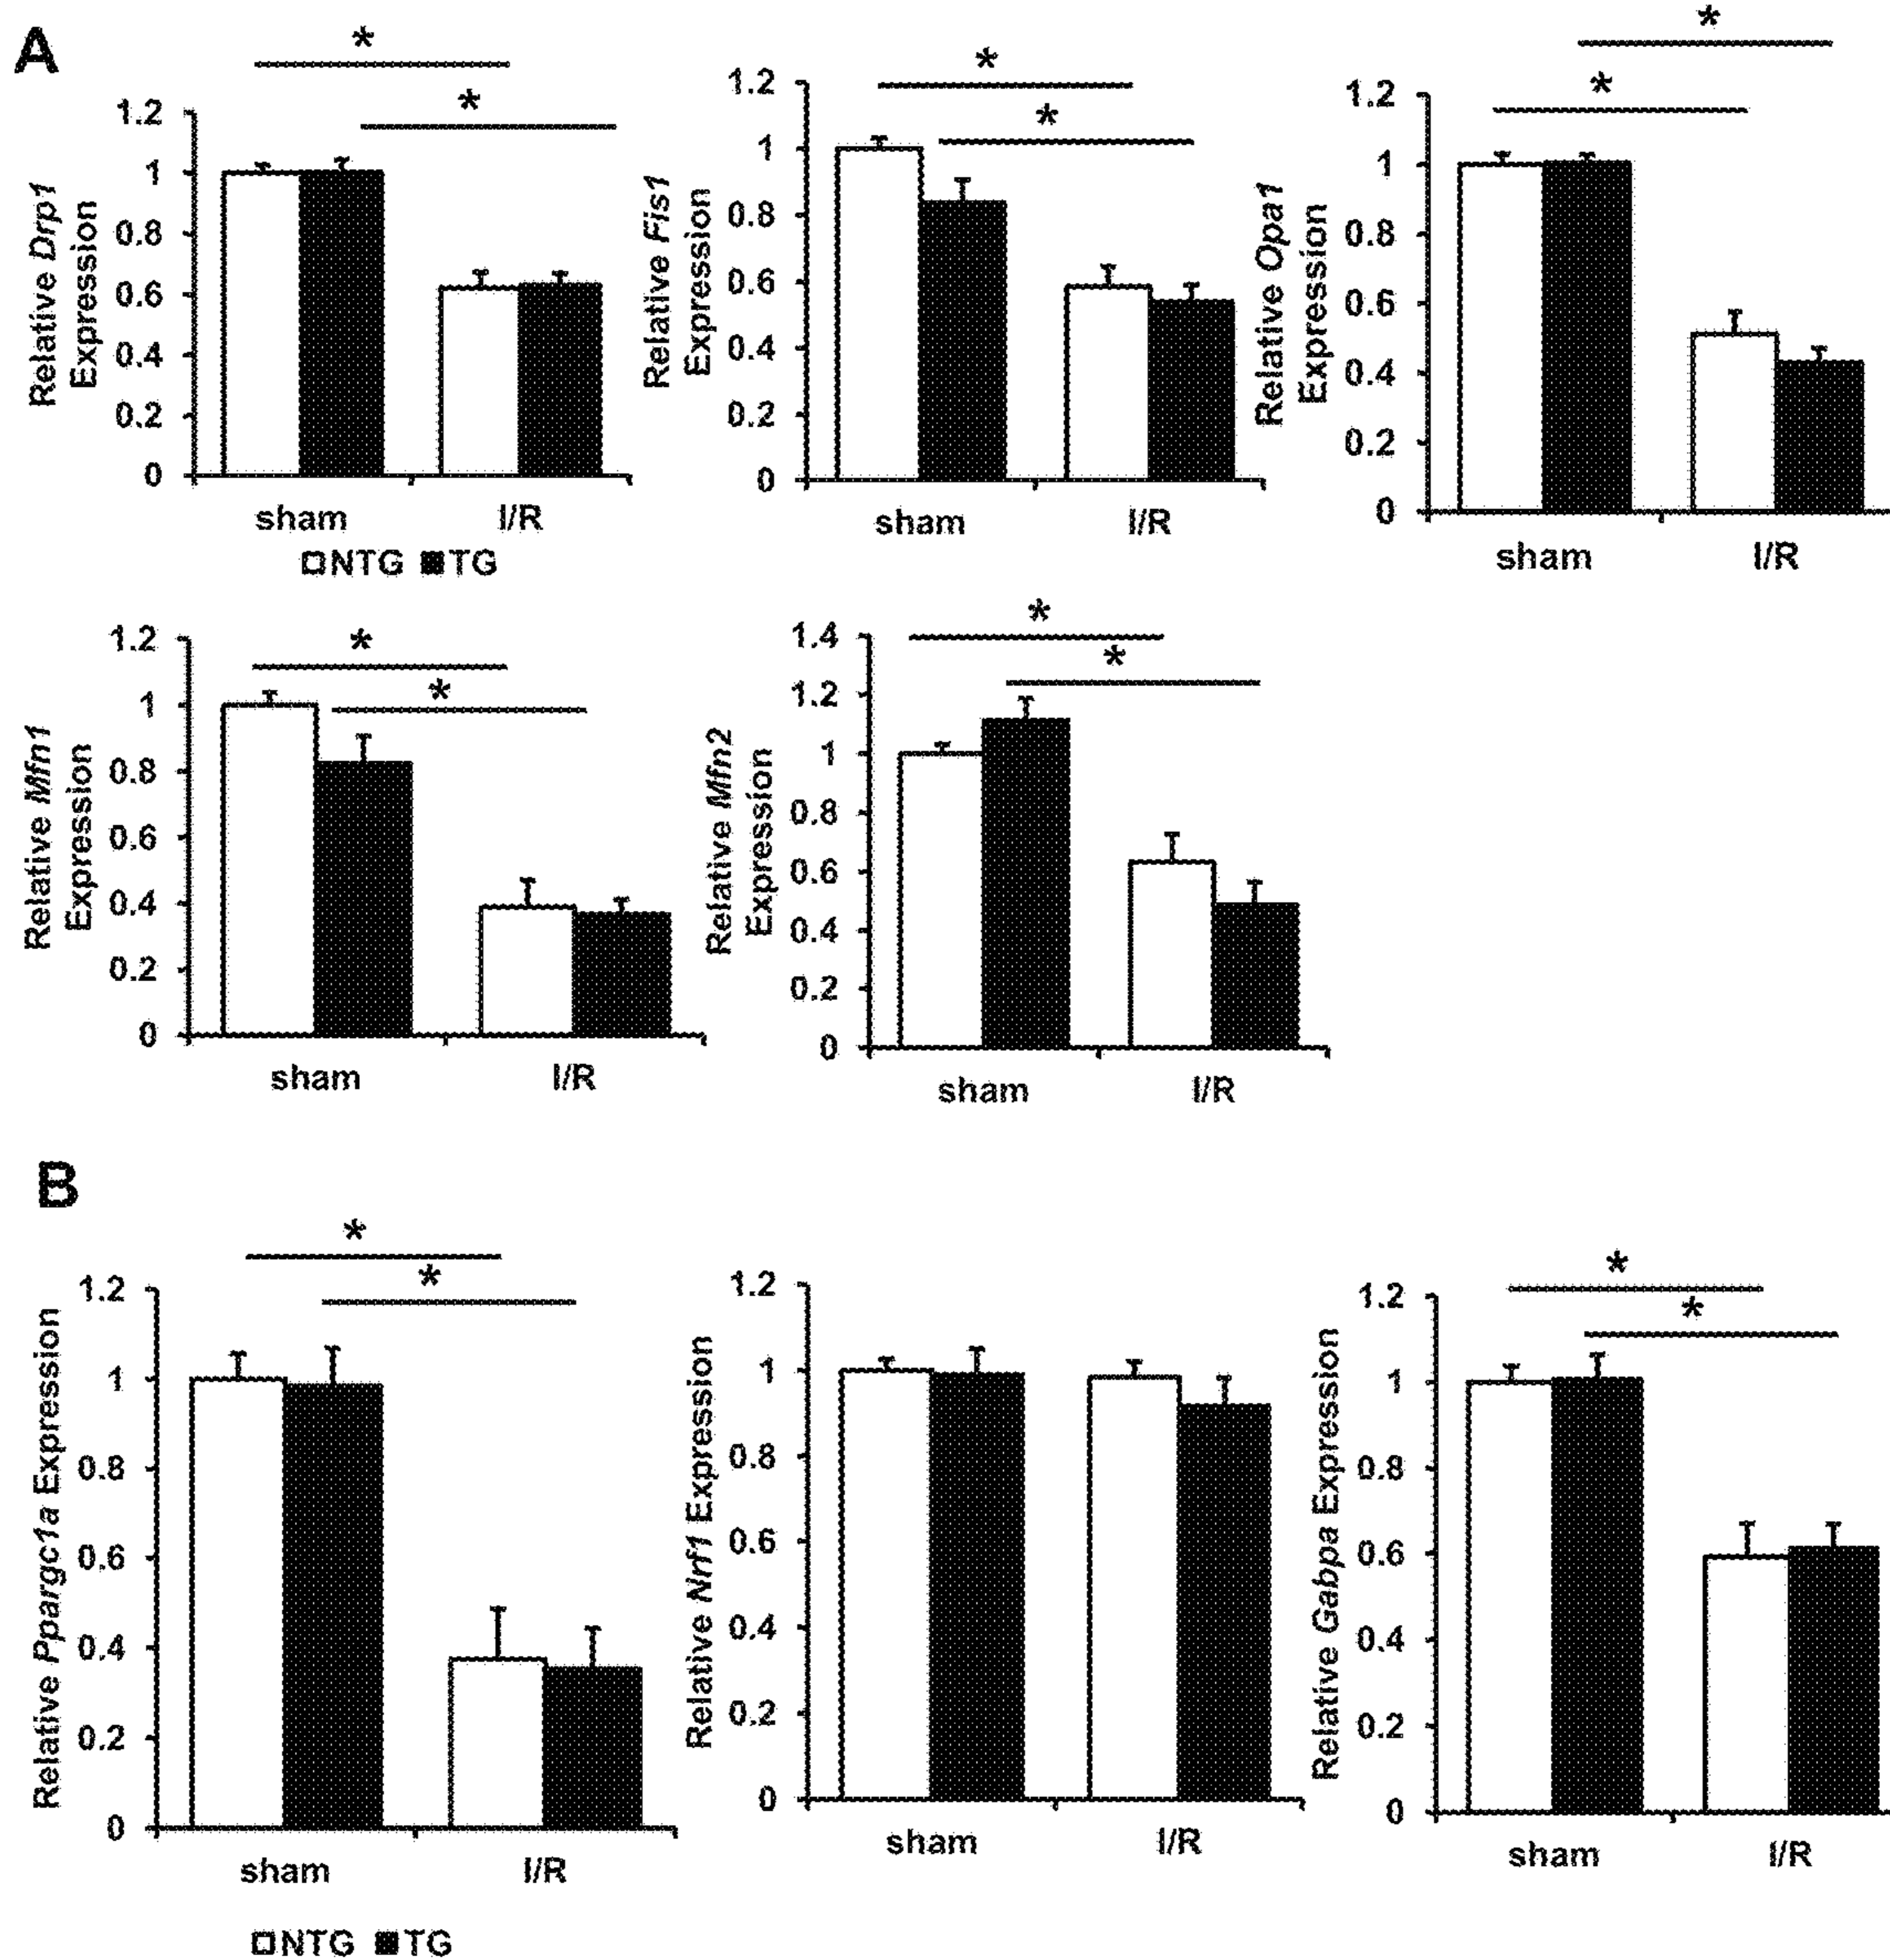 A
*
*
1.2
1
0.8
0.6
0.4
0.2
0
Relative Drp1
Expression
sham I/R
NTG TG
*
*
1.2
1
0.8
0.6
0.4
0.2
0
Relative Fis1
Expression
sham I/R
*
*
1.2
1
0.8
0.6
0.4
0.2
0
Relative Opa1
Expression
sham I/R
*
*
1.2
1
0.8
0.6
0.4
0.2
0
Relative Mfn1
Expression
sham I/R
*
*
1.4
1.2
1
0.8
0.6
0.4
0.2
0
Relative Mfn2
Expression
sham I/R
B
*
*
1.2
1
0.8
0.6
0.4
0.2
0
Relative Ppargc1a Expression
sham I/R
NTG TG
1.2
1
0.8
0.6
0.4
0.2
0
Relative Nrf1 Expression
sham I/R
*
*
1.2
1
0.8
0.6
0.4
0.2
0
Relative Gabpa Expression
sham I/R